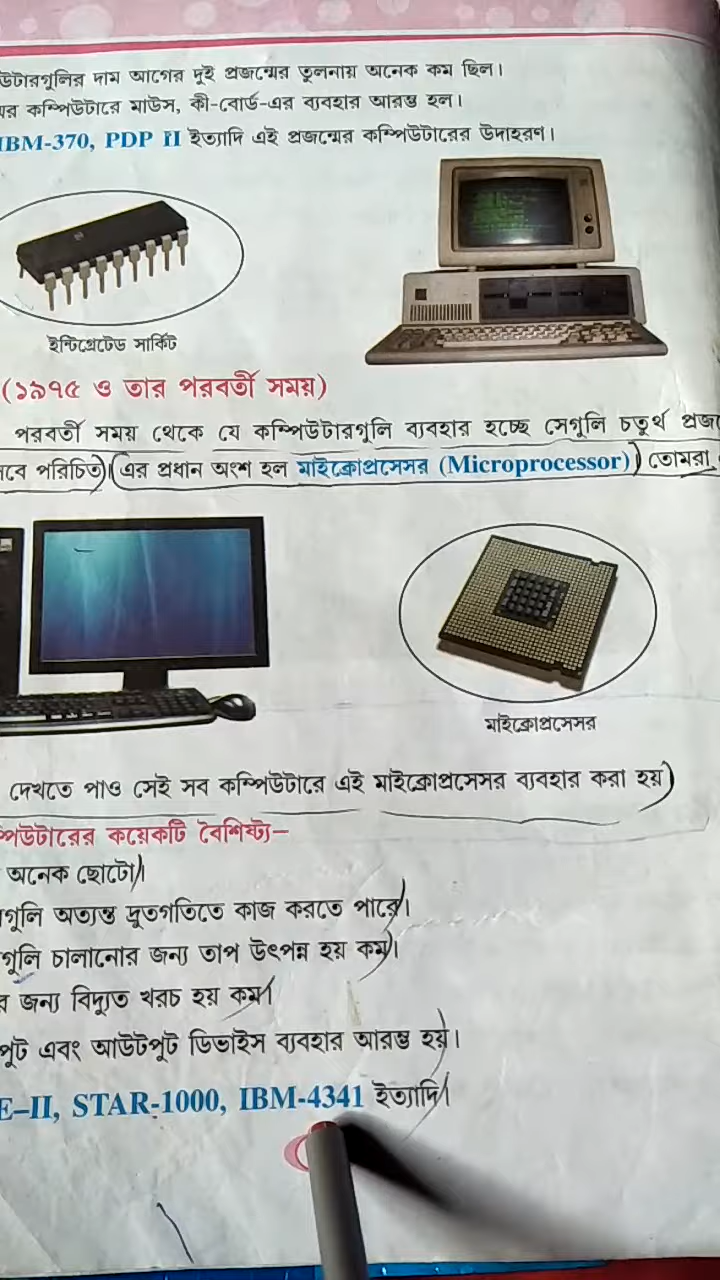 উটারগুলির দাম আগের দুই প্রজন্মের তুলনায় অনেক কম ছিল।
কম্পিউটারে মাউস, কী-বোর্ড-এর ব্যবহার আরম্ভ হল।
IBM-370, PDP II ইত্যাদি এই প্রজন্মের কম্পিউটারের উদাহরণ।
ইন্টিগ্রেটেড সার্কিট
(১৯৭৫ ও তার পরবর্তী সময়)
পরবর্তী সময় থেকে যে কম্পিউটারগুলি ব্যবহার হচ্ছে সেগুলি চতুর্থ প্রজ
বে পরিচিত। এর প্রধান অংশ হল মাইক্রোপ্রসেসর (Microprocessor)। তোমরা
মাইক্রোপ্রসেসর
দেখতে পাও সেই সব কম্পিউটারে এই মাইক্রোপ্রসেসর ব্যবহার করা হয়।
ম্পিউটারের কয়েকটি বৈশিষ্ট্য–
অনেক ছোটো।
গুলি অত্যন্ত দ্রুতগতিতে কাজ করতে পারে।
গুলি চালানোর জন্য তাপ উৎপন্ন হয় কম।
র জন্য বিদ্যুত খরচ হয় কম।
পুট এবং আউটপুট ডিভাইস ব্যবহার আরম্ভ হয়।
E–II, STAR-1000, IBM-4341 ইত্যাদি।